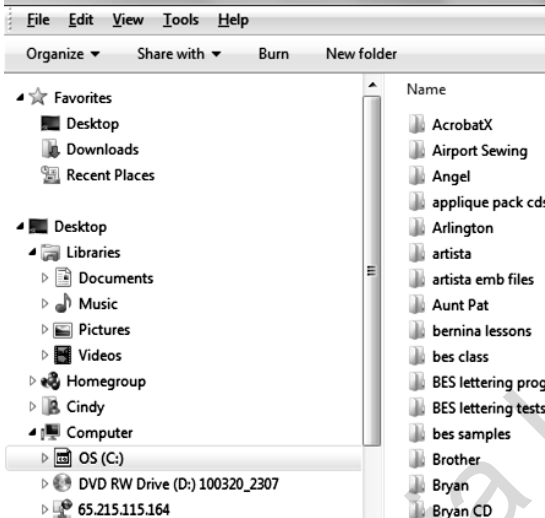 File Edit View Tools Help
Organize Share with Burn New folder
Favorites
Desktop
Downloads
Recent Places
Desktop
Libraries
Documents
Music
Pictures
Videos
Homegroup
Cindy
Computer
OS (C:)
DVD RW Drive (D:) 100320_2307
65.215.115.164
Name
AcrobatX
Airport Sewing
Angel
applique pack cds
Arlington
artista
artista emb files
Aunt Pat
bernina lessons
bes class
BES lettering prog
BES lettering tests
bes samples
Brother
Bryan
Bryan CD